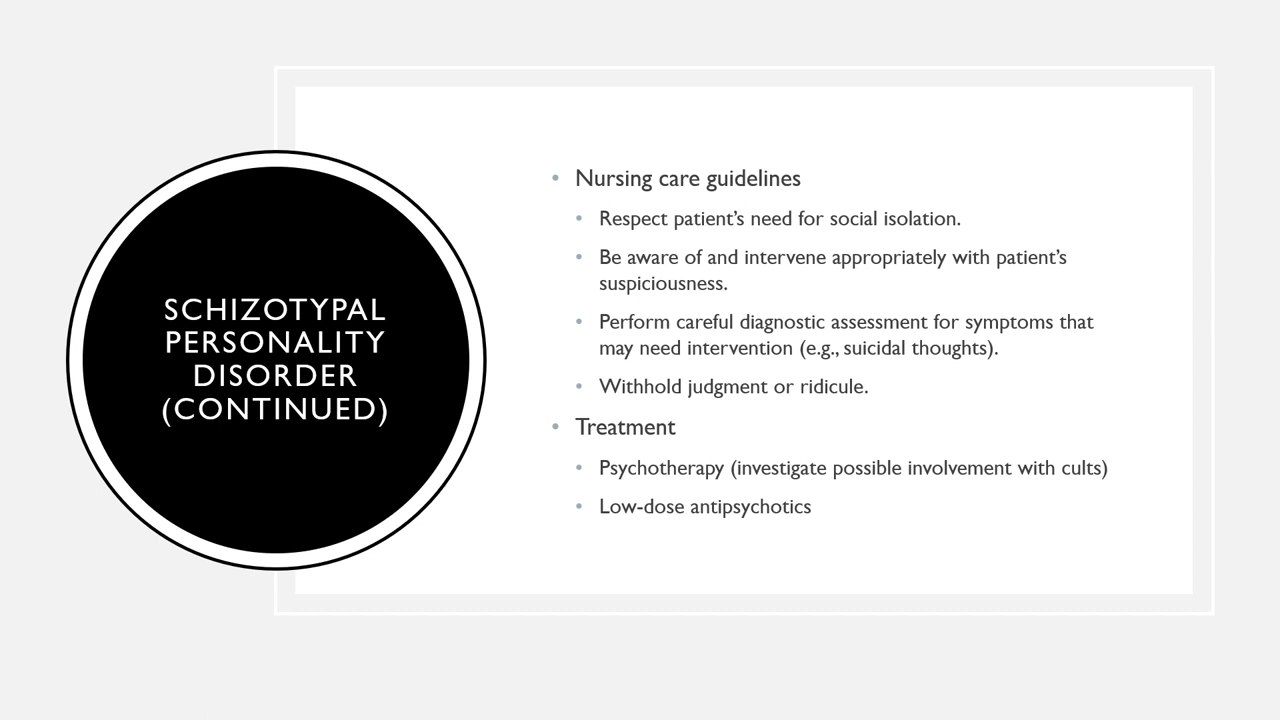 SCHIZOTYPAL
PERSONALITY
DISORDER
(CONTINUED)
• Nursing care guidelines
• Respect patient’s need for social isolation.
• Be aware of and intervene appropriately with patient’s
suspiciousness.
• Perform careful diagnostic assessment for symptoms that
may need intervention (e.g., suicidal thoughts).
• Withhold judgment or ridicule.
• Treatment
• Psychotherapy (investigate possible involvement with cults)
• Low-dose antipsychotics